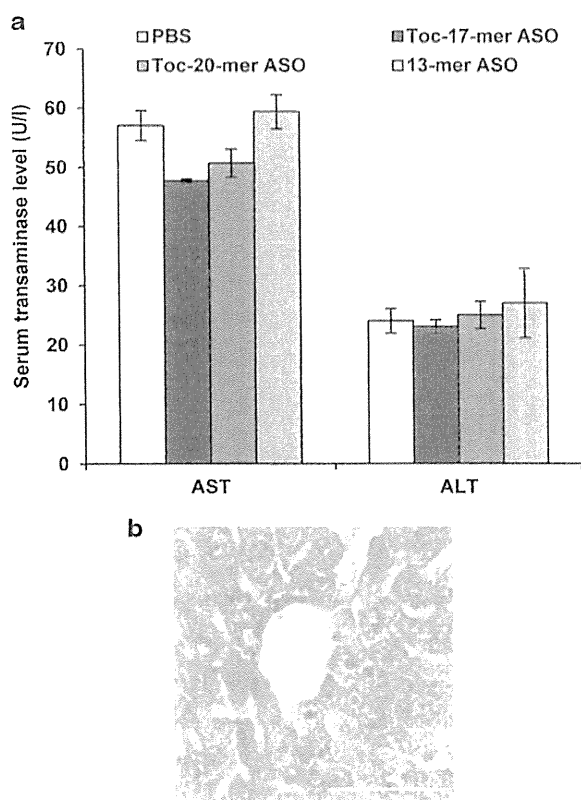 a
PBS Toc-17-mer ASO
Toc-20-mer ASO 13-mer ASO
Serum transaminase level (U/l)
70
60
50
40
30
20
10
0
AST ALT
b